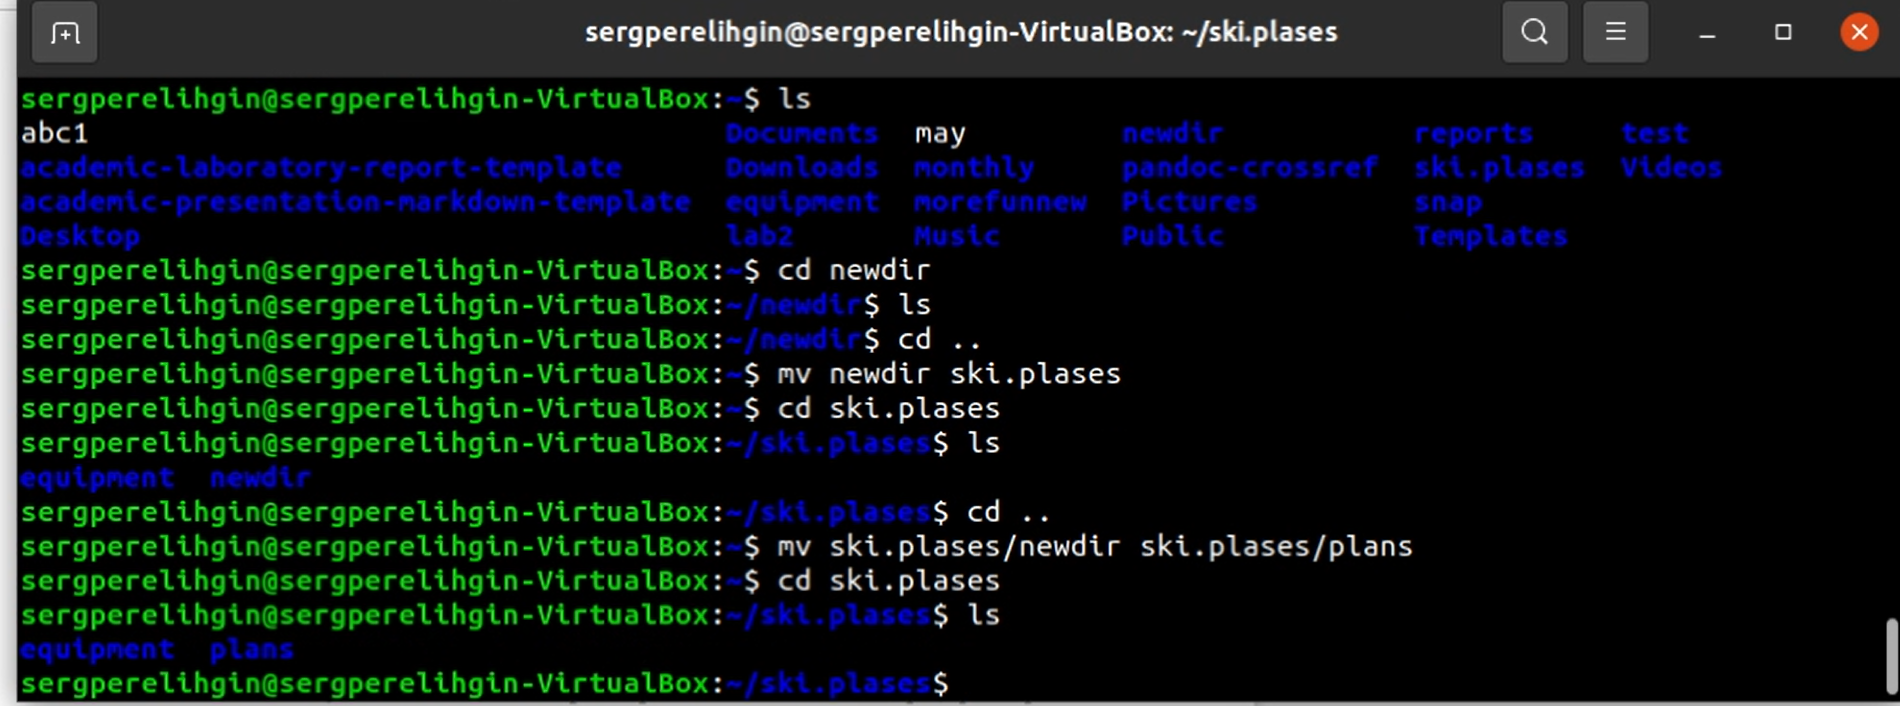 sergperelihgin@sergperelihgin-VirtualBox: ~/ski.plases
sergperelihgin@sergperelihgin-VirtualBox:~$ ls
abc1 Documents may newdir reports test
academic-laboratory-report-template Downloads monthly pandoc-crossref ski.plases Videos
academic-presentation-markdown-template equipment morefunnew Pictures snap
Desktop lab2 Music Public Templates
sergperelihgin@sergperelihgin-VirtualBox:~$ cd newdir
sergperelihgin@sergperelihgin-VirtualBox:~/newdir$ ls
sergperelihgin@sergperelihgin-VirtualBox:~/newdir$ cd ..
sergperelihgin@sergperelihgin-VirtualBox:~$ mv newdir ski.plases
sergperelihgin@sergperelihgin-VirtualBox:~$ cd ski.plases
sergperelihgin@sergperelihgin-VirtualBox:~/ski.plases$ ls
equipment newdir
sergperelihgin@sergperelihgin-VirtualBox:~/ski.plases$ cd ..
sergperelihgin@sergperelihgin-VirtualBox:~$ mv ski.plases/newdir ski.plases/plans
sergperelihgin@sergperelihgin-VirtualBox:~$ cd ski.plases
sergperelihgin@sergperelihgin-VirtualBox:~/ski.plases$ ls
equipment plans
sergperelihgin@sergperelihgin-VirtualBox:~/ski.plases$